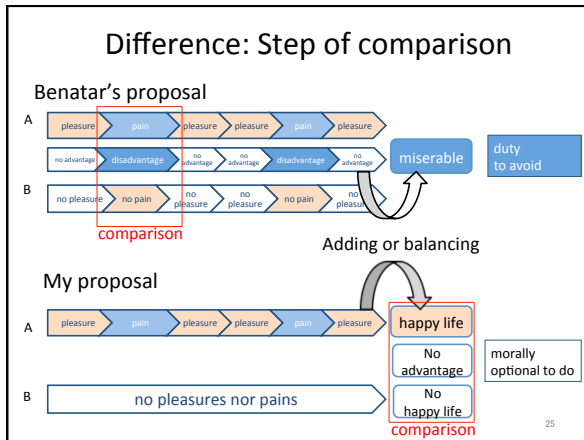 Difference: Step of comparison
Benatar's proposal
A
pleasure pain pleasure pleasure pleasure pain pleasure
no advantage disadvantage no advantage no advantage disadvantage no advantage
miserable
duty
to avoid
B
no pleasure no pain no pleasure no pleasure no pain no pleasure
comparison
Adding or balancing
My proposal
A
pleasure pain pleasure pleasure pain pleasure
happy life
No
advantage
morally
optional to do
B
no pleasures nor pains
No
happy life
comparison
25